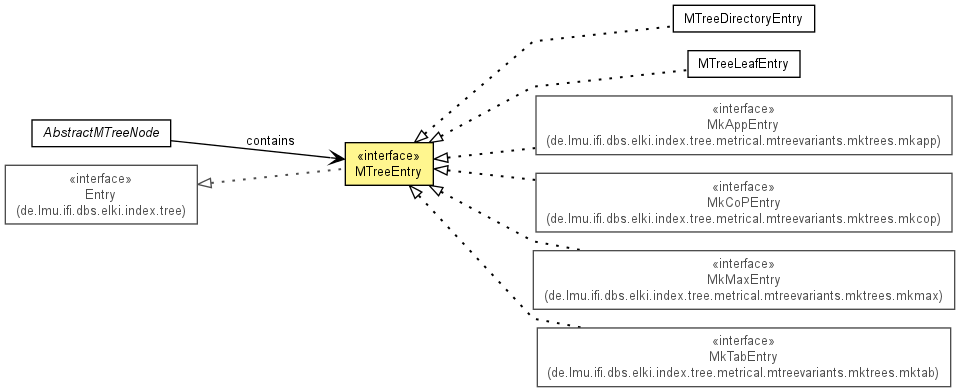 MTreeDirectoryEntry
MTreeLeafEntry
«interface»
MkAppEntry
(de.lmu.ifi.dbs.elki.index.tree.metrical.mtreevariants.mktrees.mkapp)
AbstractMTreeNode
contains
«interface»
MTreeEntry
«interface»
Entry
(de.lmu.ifi.dbs.elki.index.tree)
«interface»
MkCoPEntry
(de.lmu.ifi.dbs.elki.index.tree.metrical.mtreevariants.mktrees.mkcop)
«interface»
MkMaxEntry
(de.lmu.ifi.dbs.elki.index.tree.metrical.mtreevariants.mktrees.mkmax)
«interface»
MkTabEntry
(de.lmu.ifi.dbs.elki.index.tree.metrical.mtreevariants.mktrees.mktab)